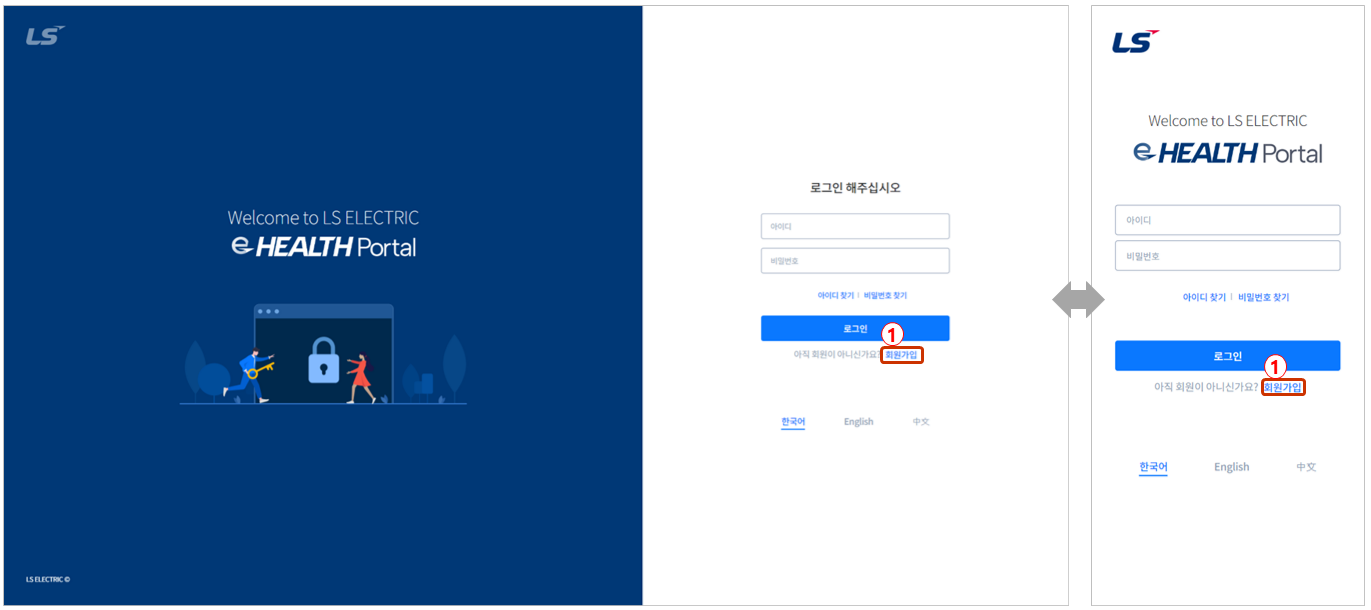 LS
Welcome to LS ELECTRIC
e HEALTH Portal
LS ELECTRIC ©
로그인 해주십시오
아이디
비밀번호
아이디 찾기 | 비밀번호 찾기
로그인
1
아직 회원이 아니신가요? 회원가입
한국어 English 中文
LS
Welcome to LS ELECTRIC
e HEALTH Portal
아이디
비밀번호
아이디 찾기 | 비밀번호 찾기
로그인
1
아직 회원이 아니신가요? 회원가입
한국어 English 中文